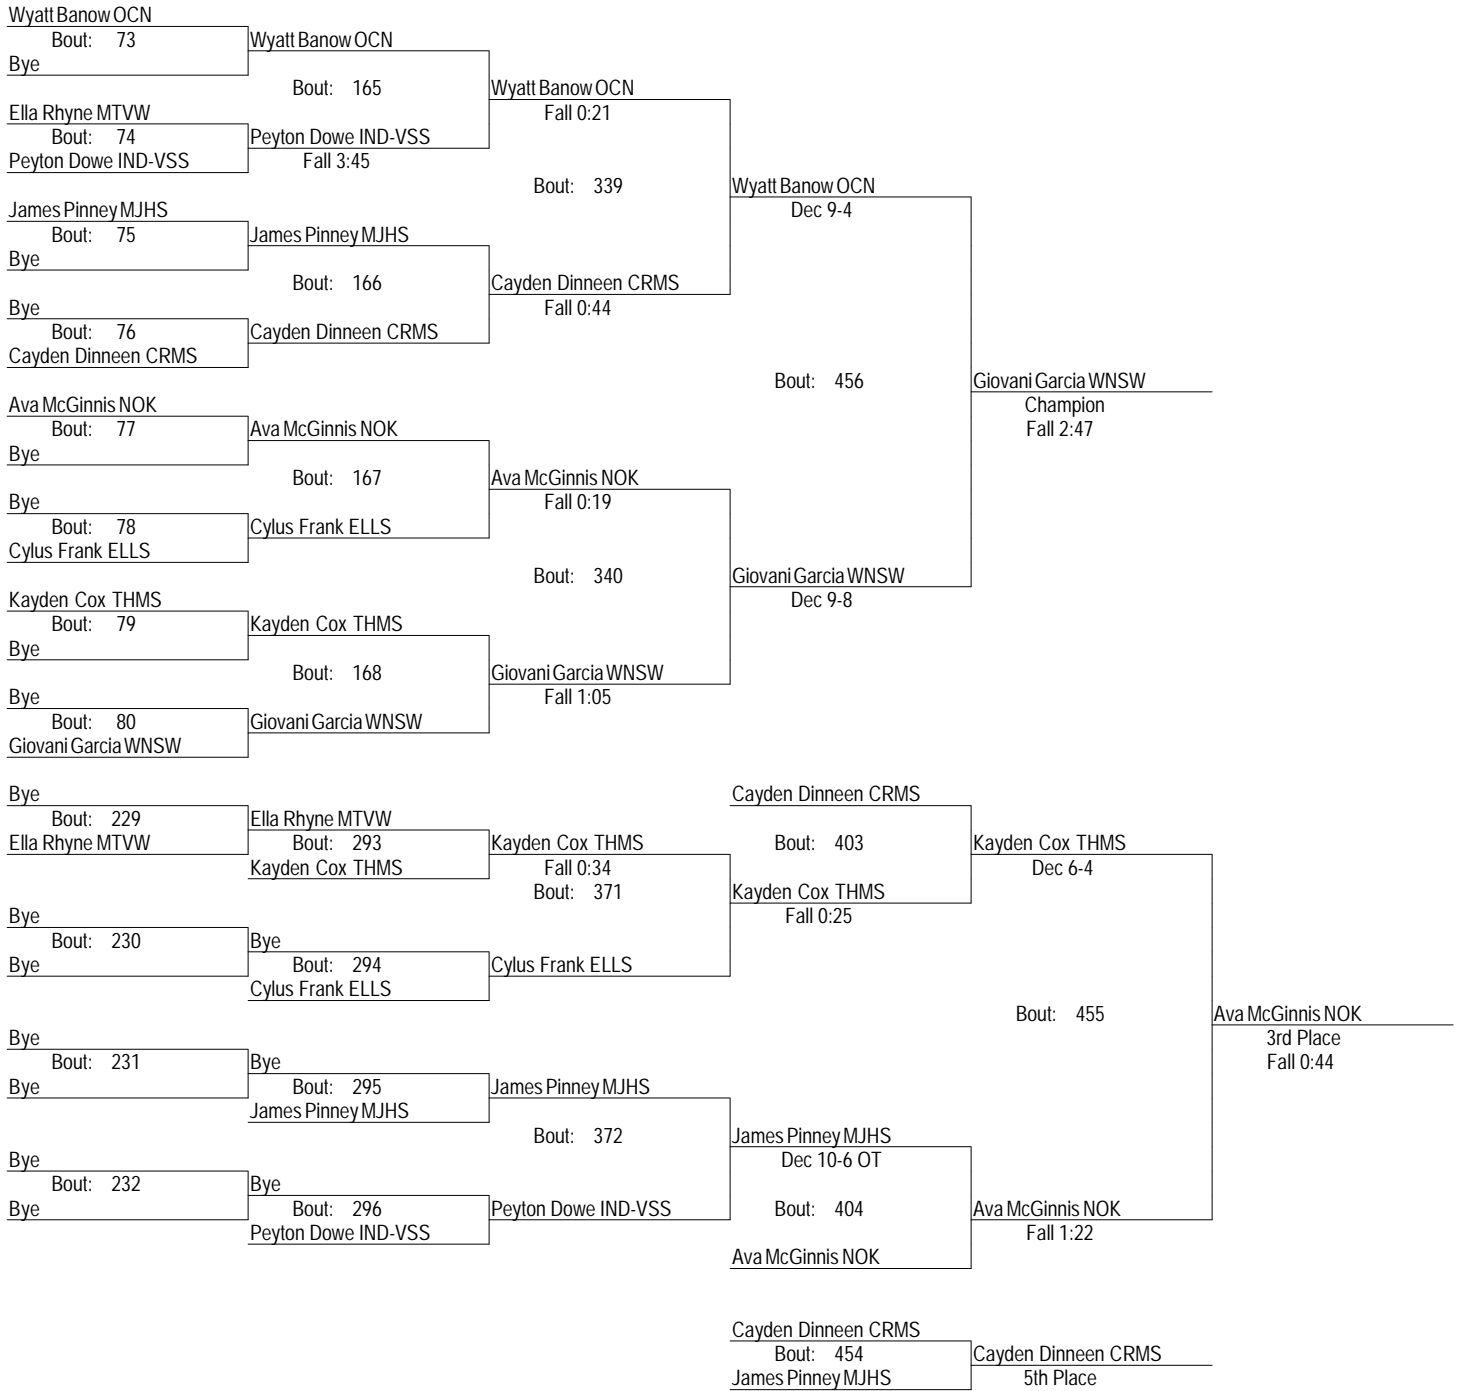 Wyatt Banow OCN
Bout: 73
Wyatt Banow OCN
Bye
Bout: 165
Wyatt Banow OCN
Ella Rhyne MTVW
Fall 0:21
Bout: 74
Peyton Dowe IND-VSS
Peyton Dowe IND-VSS
Fall 3:45
Bout: 339
Wyatt Banow OCN
James Pinney MJHS
Dec 9-4
Bout: 75
James Pinney MJHS
Bye
Bout: 166
Cayden Dinneen CRMS
Bye
Fall 0:44
Bout: 76
Cayden Dinneen CRMS
Cayden Dinneen CRMS
Bout: 456
Giovani Garcia WNSW
Ava McGinnis NOK
Champion
Bout: 77
Ava McGinnis NOK
Fall 2:47
Bye
Bout: 167
Ava McGinnis NOK
Bye
Fall 0:19
Bout: 78
Cylus Frank ELLS
Cylus Frank ELLS
Bout: 340
Giovani Garcia WNSW
Kayden Cox THMS
Dec 9-8
Bout: 79
Kayden Cox THMS
Bye
Bout: 168
Giovani Garcia WNSW
Bye
Fall 1:05
Bout: 80
Giovani Garcia WNSW
Giovani Garcia WNSW
Bye
Cayden Dinneen CRMS
Bout: 229
Ella Rhyne MTVW
Ella Rhyne MTVW
Bout: 293
Kayden Cox THMS
Bout: 403
Kayden Cox THMS
Kayden Cox THMS
Fall 0:34
Dec 6-4
Bout: 371
Kayden Cox THMS
Bye
Fall 0:25
Bout: 230
Bye
Bye
Bout: 294
Cylus Frank ELLS
Cylus Frank ELLS
Bout: 455
Ava McGinnis NOK
Bye
3rd Place
Bout: 231
Bye
Fall 0:44
Bye
Bout: 295
James Pinney MJHS
James Pinney MJHS
Bout: 372
James Pinney MJHS
Bye
Dec 10-6 OT
Bout: 232
Bye
Bye
Bout: 296
Peyton Dowe IND-VSS
Bout: 404
Ava McGinnis NOK
Peyton Dowe IND-VSS
Fall 1:22
Ava McGinnis NOK
Cayden Dinneen CRMS
Bout: 454
Cayden Dinneen CRMS
James Pinney MJHS
5th Place